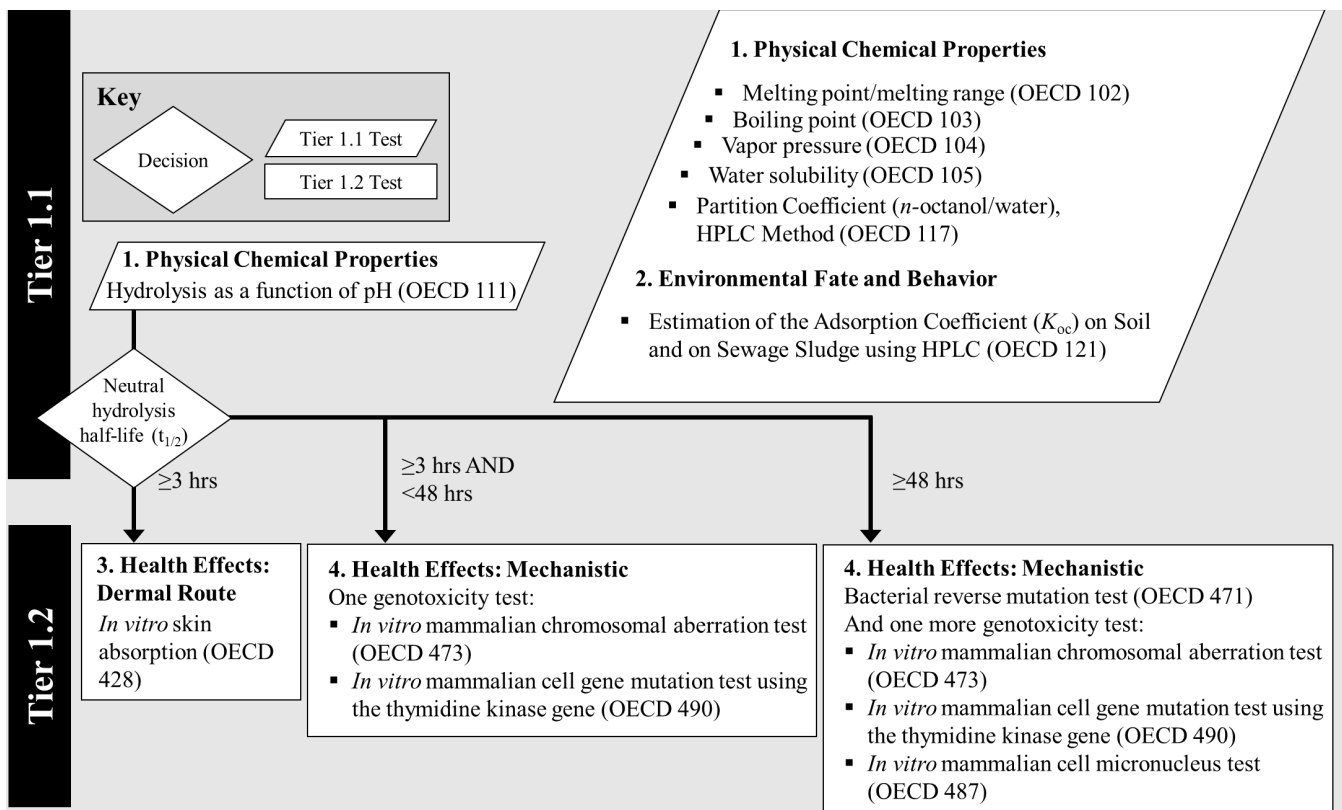 Tier 1.1
Key
Decision
Tier 1.1 Test
Tier 1.2 Test
1. Physical Chemical Properties
Hydrolysis as a function of pH (OECD 111)
Neutral
hydrolysis
half-life (t1/2)
≥3 hrs
≥3 hrs AND
<48 hrs
≥48 hrs
1. Physical Chemical Properties
▪ Melting point/melting range (OECD 102)
▪ Boiling point (OECD 103)
▪ Vapor pressure (OECD 104)
▪ Water solubility (OECD 105)
▪ Partition Coefficient (n-octanol/water),
HPLC Method (OECD 117)
2. Environmental Fate and Behavior
▪ Estimation of the Adsorption Coefficient (Koc) on Soil
and on Sewage Sludge using HPLC (OECD 121)
Tier 1.2
3. Health Effects:
Dermal Route
In vitro skin
absorption (OECD
428)
4. Health Effects: Mechanistic
One genotoxicity test:
▪ In vitro mammalian chromosomal aberration test
(OECD 473)
▪ In vitro mammalian cell gene mutation test using
the thymidine kinase gene (OECD 490)
4. Health Effects: Mechanistic
Bacterial reverse mutation test (OECD 471)
And one more genotoxicity test:
▪ In vitro mammalian chromosomal aberration test
(OECD 473)
▪ In vitro mammalian cell gene mutation test using
the thymidine kinase gene (OECD 490)
▪ In vitro mammalian cell micronucleus test
(OECD 487)